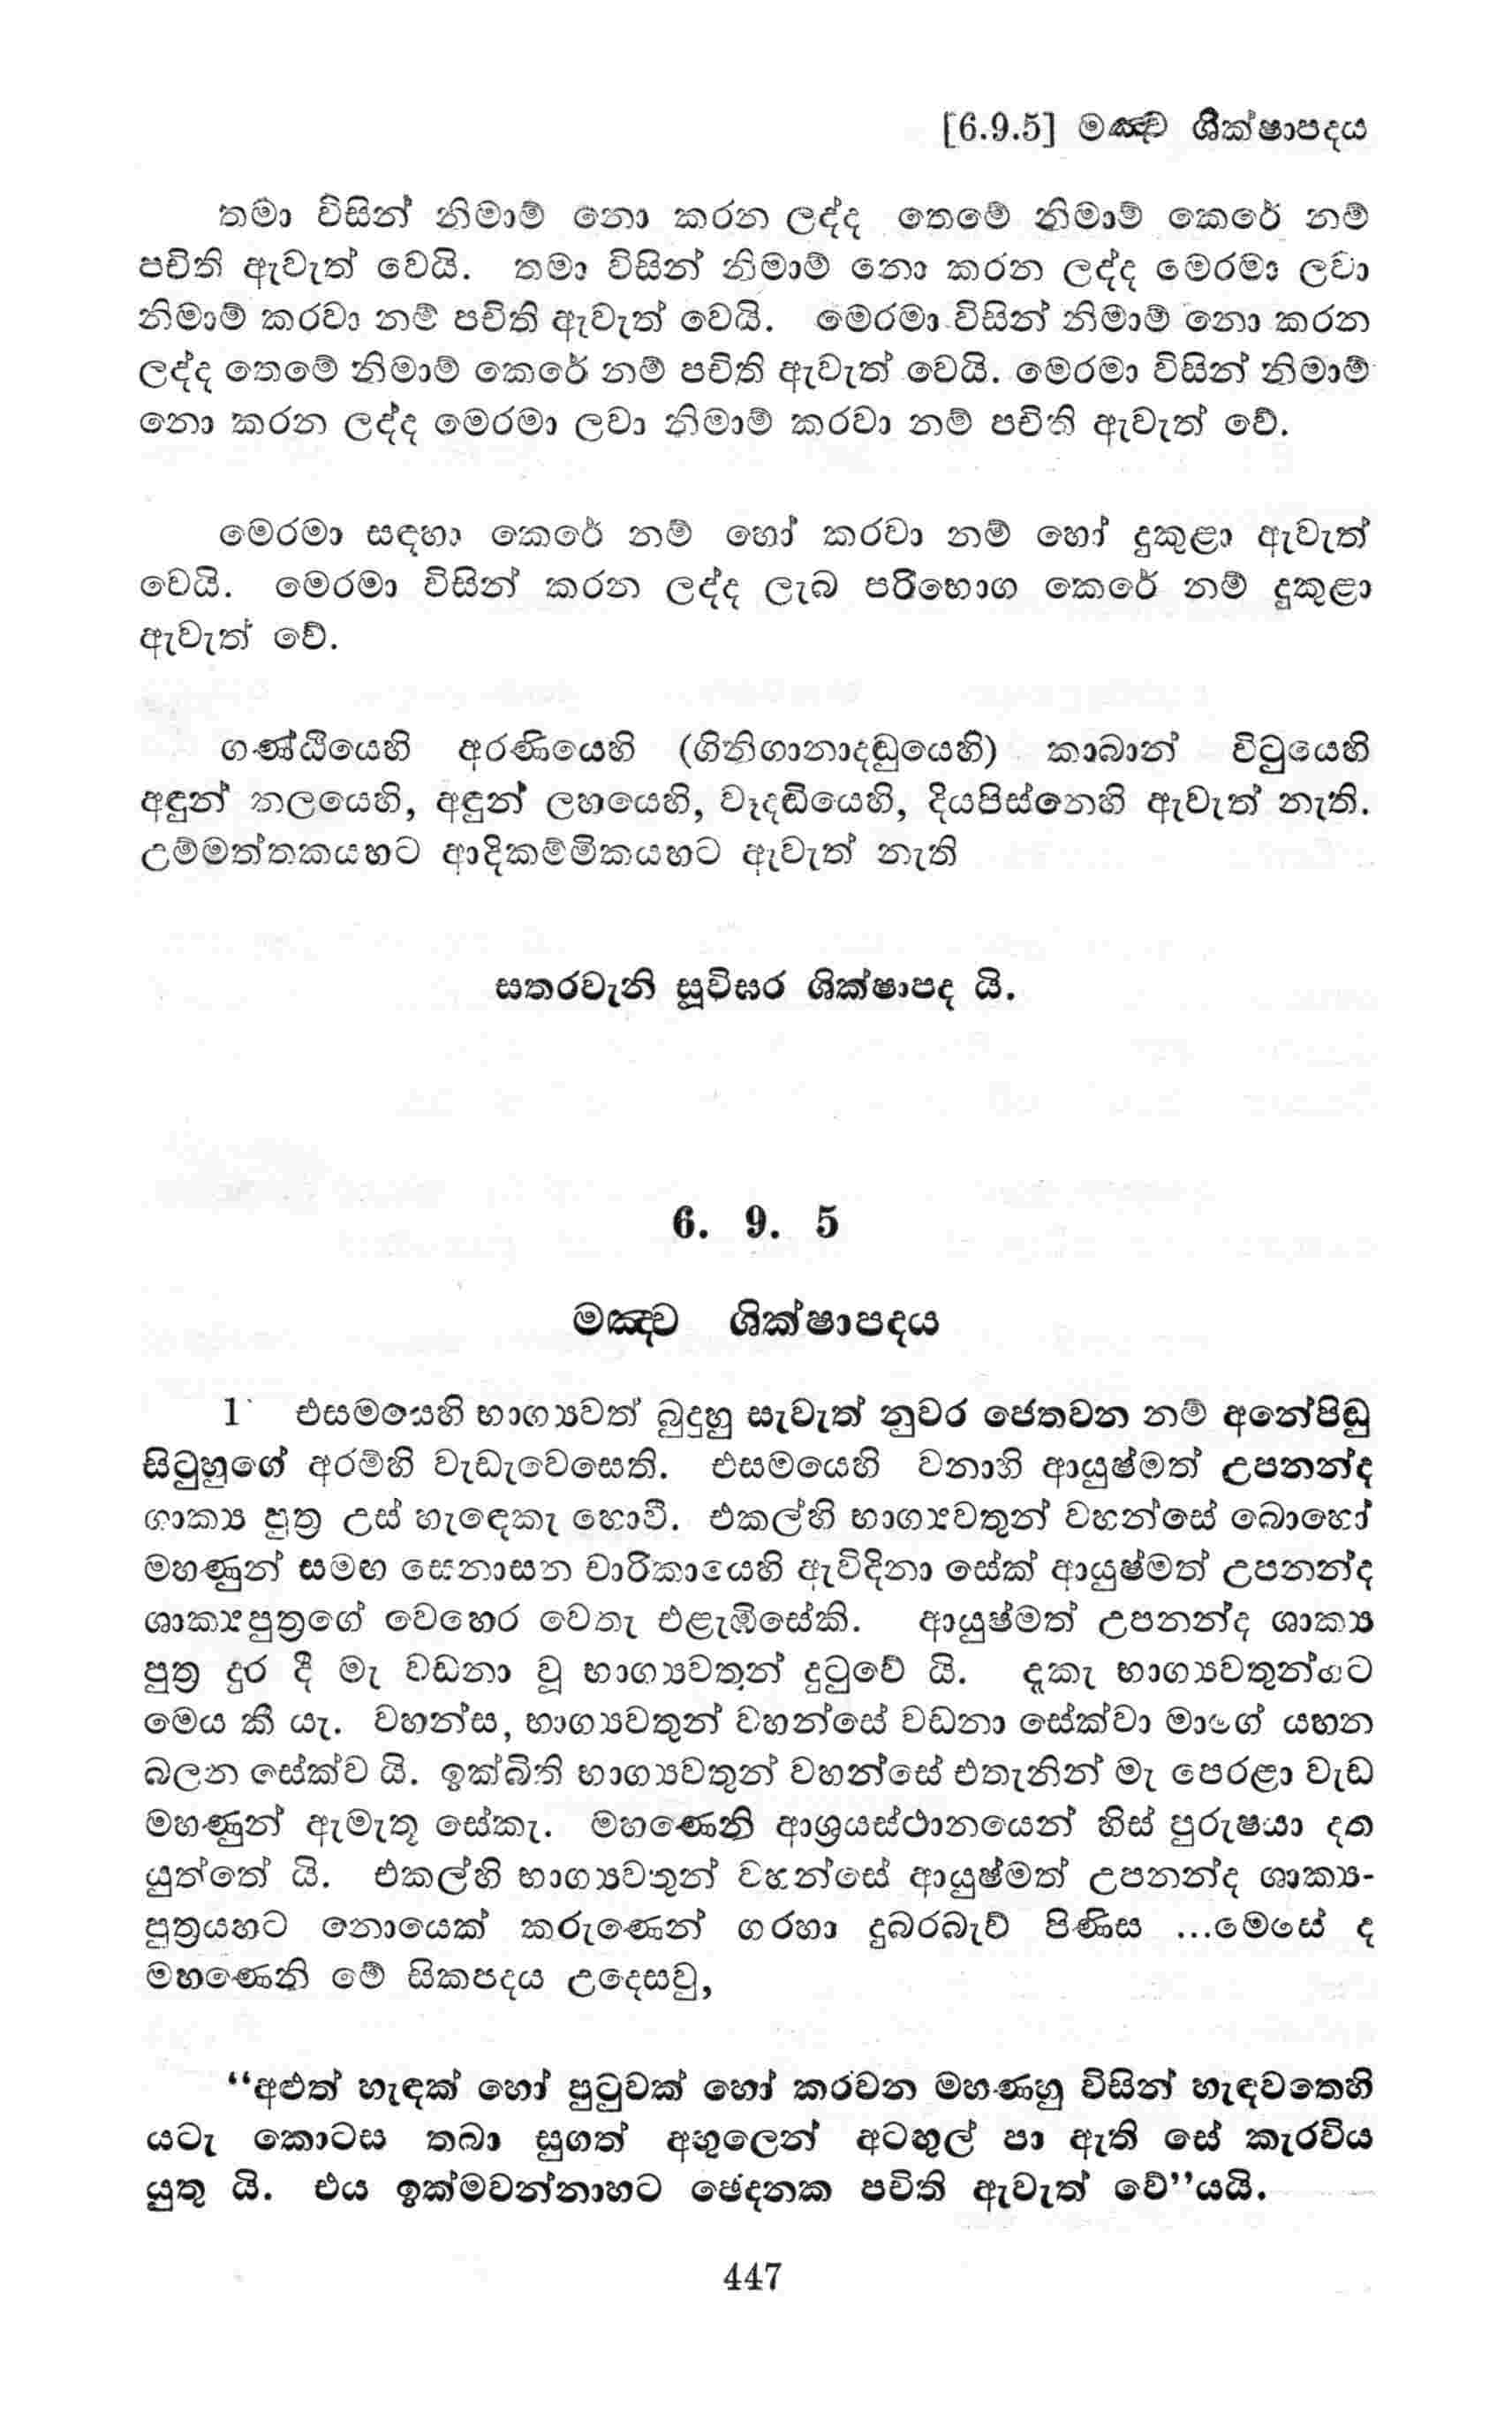 [6.9.5] මඤ්ච ශික්ෂාපදය
තමා විසින් නිමාම් නො කරන ලද්ද තෙමේ නිමාම් කෙරේ නම්
පචිති ඇවැත් වෙයි. තමා විසින් නිමාම් නො කරන ලද්ද මෙරමා ලවා
නිමාම් කරවා නම් පචිති ඇවැත් වෙයි. මෙරමා විසින් නිමාම් නො කරන
ලද්ද තෙමේ නිමාම් කෙරේ නම් පචිති ඇවැත් වෙයි. මෙරමා විසින් නිමාම්
නො කරන ලද්ද මෙරමා ලවා නිමාම් කරවා නම් පචිති ඇවැත් වේ.
මෙරමා සඳහා කෙරේ නම් හෝ කරවා නම් හෝ දුකුළා ඇවැත්
වෙයි. මෙරමා විසින් කරන ලද්ද ලැබ පරිභොග කෙරේ නම් දුකුළා
ඇවැත් වේ.
ගණ්ඨියෙහි අරණියෙහි (ගිනිගානාදඬුයෙහි) කාබාන් විටුයෙහි
අඳුන් නලයෙහි, අඳුන් ලහයෙහි, වෑදඬියෙහි, දියපිස්නෙහි ඇවැත් නැති.
උම්මත්තකයහට ආදිකම්මිකයහට ඇවැත් නැති
සතරවැනි සූචිඝර ශික්ෂාපද යි.
6. 9. 5
මඤ්ච ශික්ෂාපදය
1 එසමයෙහි භාග්‍යවත් බුදුහු සැවැත් නුවර ජෙතවන නම් අනේපිඬු
සිටුහුගේ අරම්හි වැඩැවෙසෙති. එසමයෙහි වනාහි ආයුෂ්මත් උපනන්ද
ශාක්‍ය පුත්‍ර උස් හැඳෙකැ හොවී. එකල්හි භාග්‍යවතුන් වහන්සේ බොහෝ
මහණුන් සමඟ සෙනාසන චාරිකායෙහි ඇවිදිනා සේක් ආයුෂ්මත් උපනන්ද
ශාක්‍යපුත්‍රගේ වෙහෙර වෙතැ එළැඹිසේකි. ආයුෂ්මත් උපනන්ද ශාක්‍ය
පුත්‍ර දුර දී මැ වඩනා වූ භාග්‍යවතුන් දුටුවේ යි. දැකැ භාග්‍යවතුන්හට
මෙය කී යැ. වහන්ස, භාග්‍යවතුන් වහන්සේ වඩනා සේක්වා මාගේ යහන
බලන සේක්ව යි. ඉක්බිති භාග්‍යවතුන් වහන්සේ එතැනින් මැ පෙරළා වැඩ
මහණුන් ඇමැතූ සේකැ. මහණෙනි ආශ්‍රයස්ථානයෙන් හිස් පුරුෂයා දත
යුත්තේ යි. එකල්හි භාග්‍යවතුන් වහන්සේ ආයුෂ්මත් උපනන්ද ශාක්‍ය-
පුත්‍රයහට නොයෙක් කරුණෙන් ගරහා දුබරබැව් පිණිස ...මෙසේ ද
මහණෙනි මේ සිකපදය උදෙසවු,
“අළුත් හැඳක් හෝ පුටුවක් හෝ කරවන මහණහු විසින් හැඳවතෙහි
යටැ කොටස තබා සුගත් අඟුලෙන් අටඟුල් පා ඇති සේ කැරවිය
යුතු යි. එය ඉක්මවන්නාහට ඡේදනක පචිති ඇවැත් වේ”යයි.
447